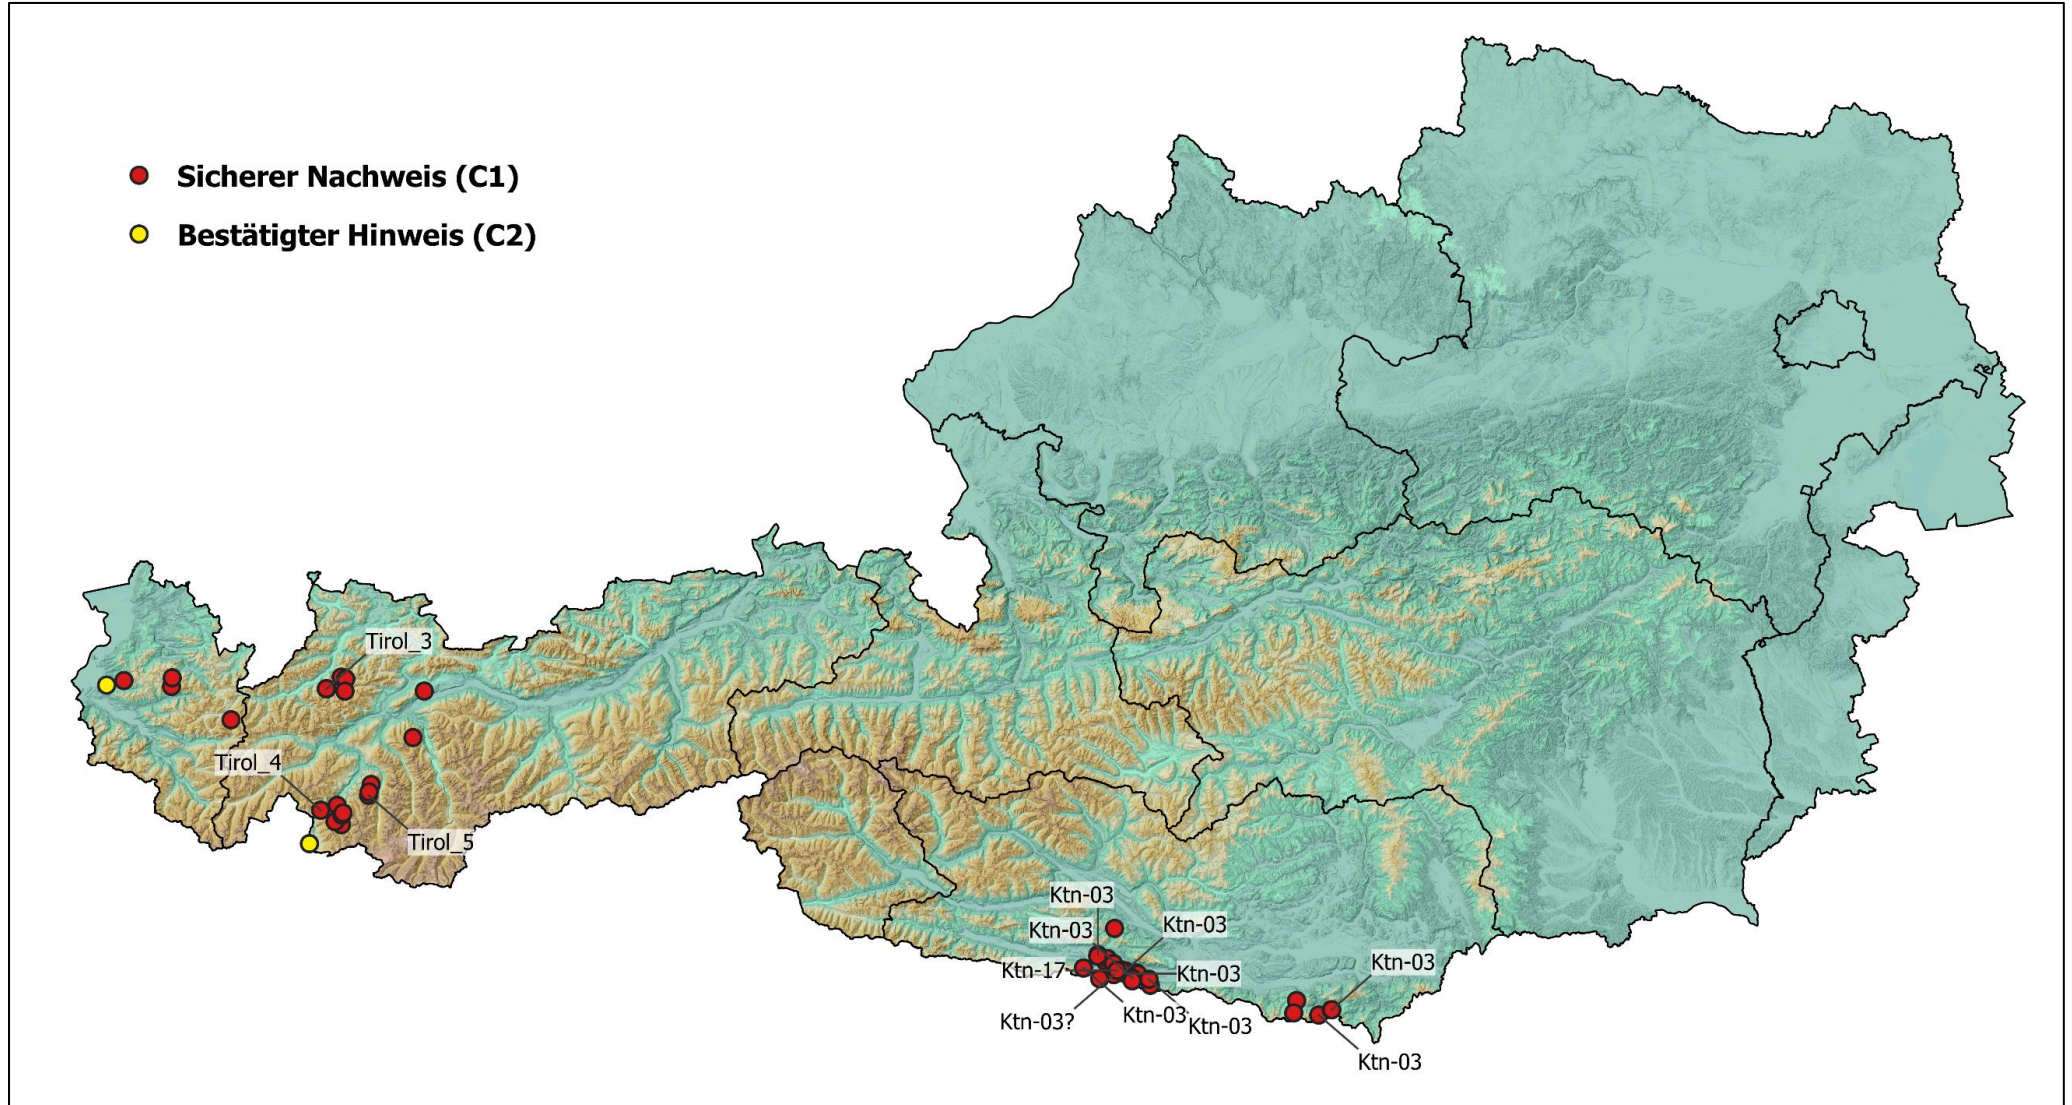 Sicherer Nachweis (C1)
Bestätigter Hinweis (C2)
Tirol_3
Tirol_4
Tirol_5
Ktn-03
Ktn-03
Ktn-03
Ktn-17
Ktn-03
Ktn-03
Ktn-03?
Ktn-03
Ktn-03
Ktn-03